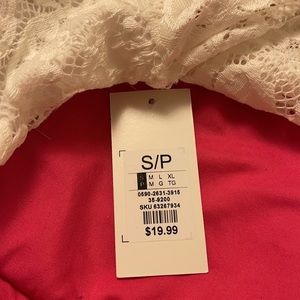 S/P
S M L XL
P M G TG
0590-2631-3915
35-9200
SKU 63267934
$19.99